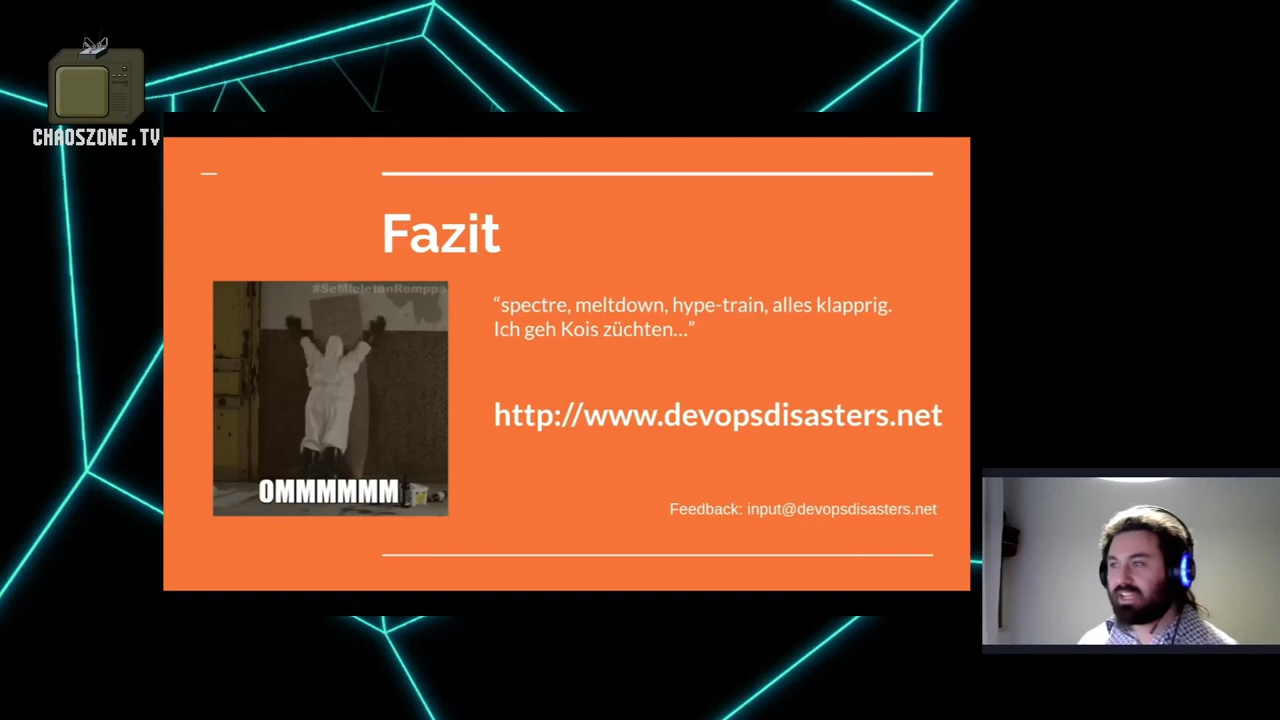 CHAOSZONE.TV
Fazit
#SeMieletonRemppa
“spectre, meltdown, hype-train, alles klapprig.
Ich geh Kois züchten…”
http://www.devopsdisasters.net
OMMMMMM
Feedback: input@devopsdisasters.net